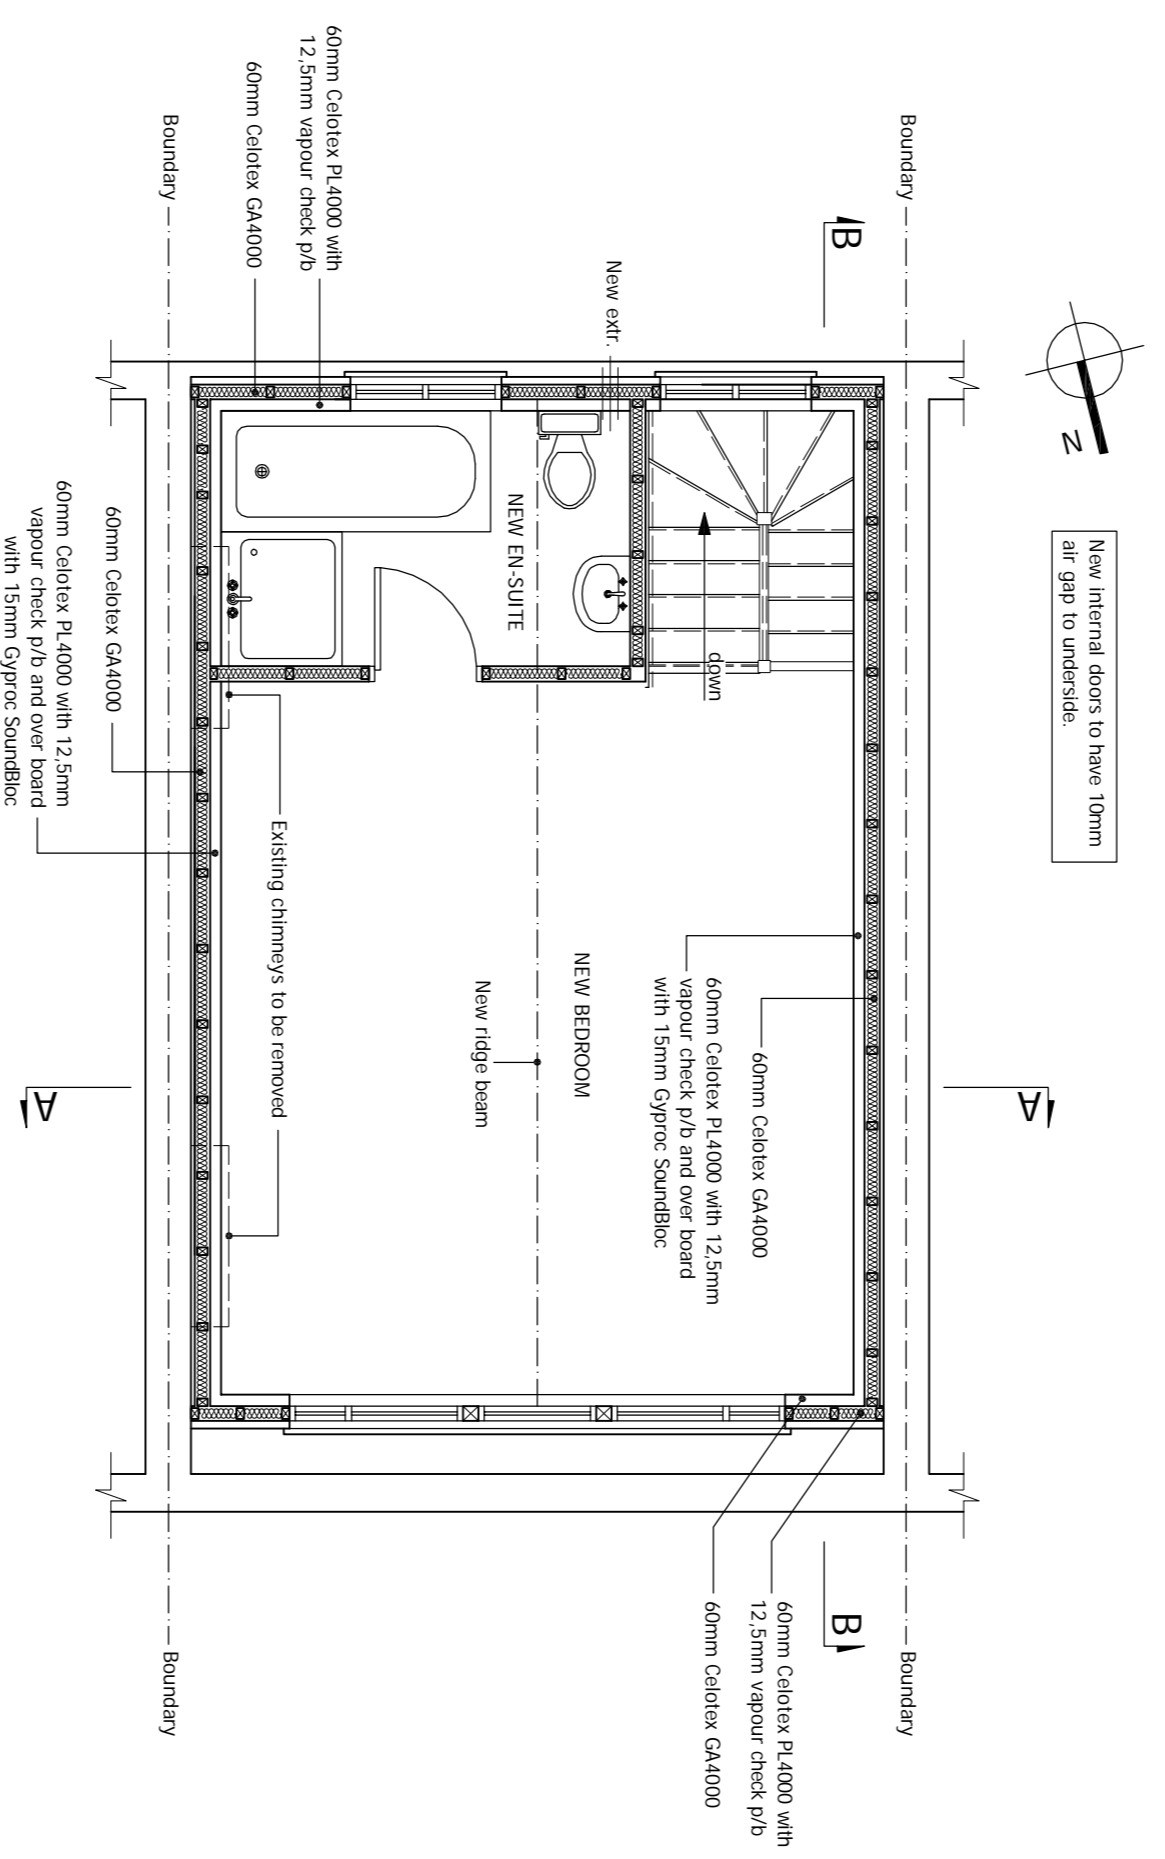 Boundary
Boundary
B
N
New internal doors to have 10mm
air gap to underside.
60mm Celotex PL4000 with
12,5mm vapour check p/b
60mm Celotex GA4000
New extr.
NEW EN-SUITE
down
60mm Celotex GA4000
60mm Celotex PL4000 with 12,5mm
vapour check p/b and over board
with 15mm Gyproc SoundBloc
Existing chimneys to be removed
NEW BEDROOM
New ridge beam
60mm Celotex GA4000
60mm Celotex PL4000 with 12,5mm
vapour check p/b and over board
with 15mm Gyproc SoundBloc
A
A
B
60mm Celotex PL4000 with
12,5mm vapour check p/b
60mm Celotex GA4000
Boundary
Boundary